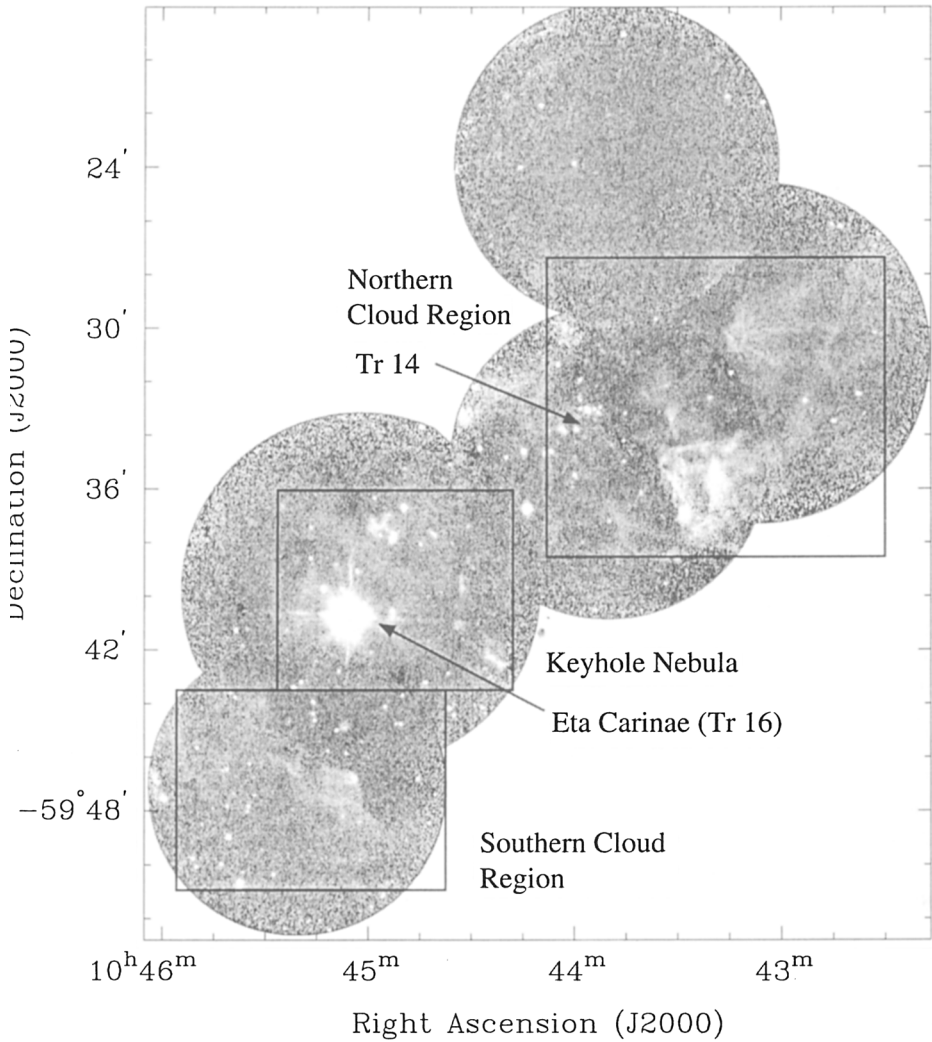 24′
Northern
Cloud Region
30′
Tr 14
36′
42′
Keyhole Nebula
Eta Carinae (Tr 16)
−59°48′
Southern Cloud
Region
10ʰ46ᵐ 45ᵐ 44ᵐ 43ᵐ
Right Ascension (J2000)
Declination (J2000)